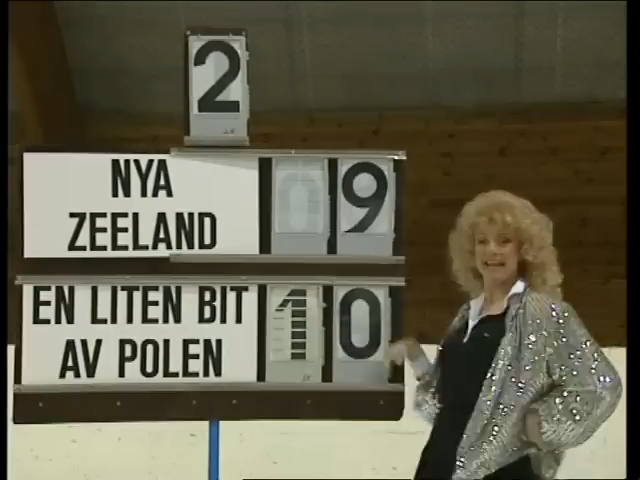 2
NYA
ZEELAND 9
EN LITEN BIT
AV POLEN 10